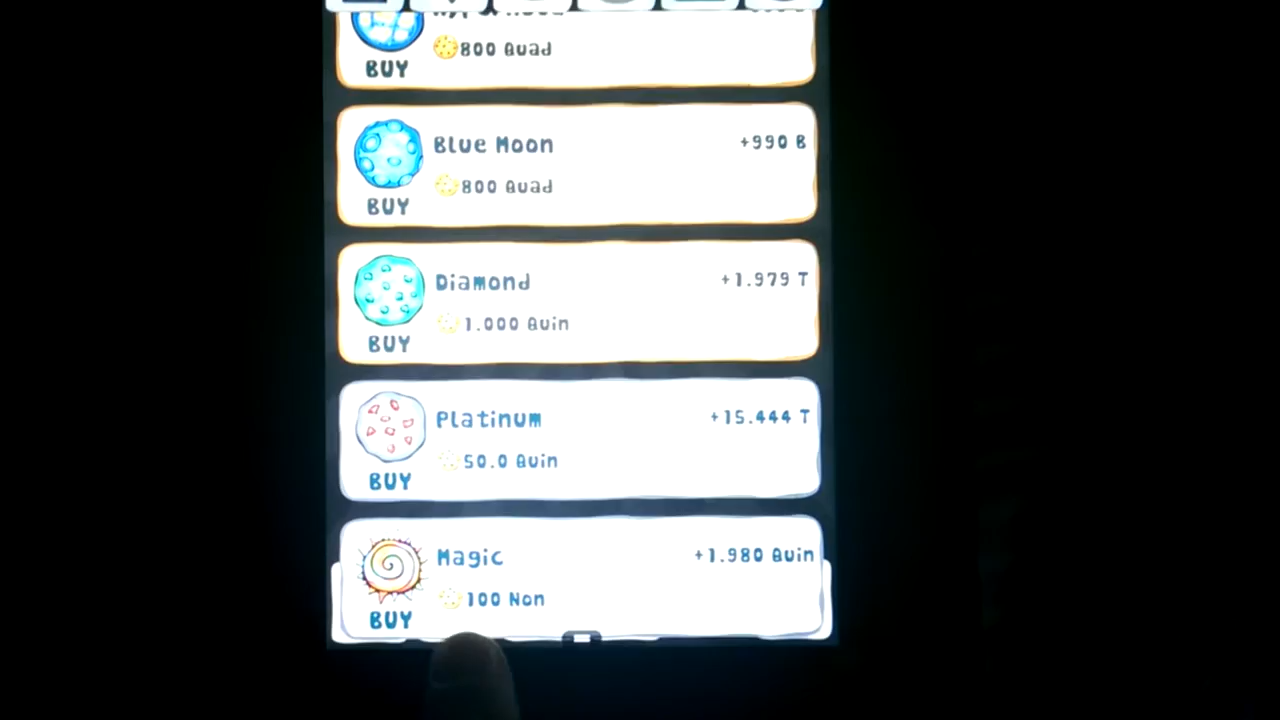 800 Quad
BUY
Blue Moon
+990 B
800 Quad
BUY
Diamond
+1.979 T
1.000 Quin
BUY
Platinum
+15.444 T
50.0 Quin
BUY
Magic
+1.980 Quin
100 Non
BUY